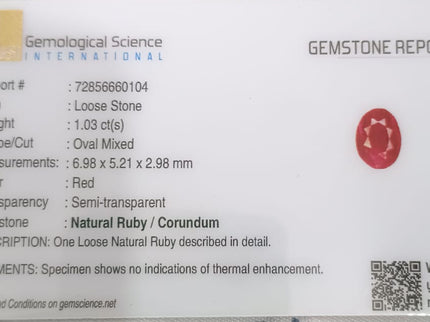 Gemological Science
INTERNATIONAL
GEMSTONE REPO
ort # : 72856660104
: Loose Stone
ght : 1.03 ct(s)
pe/Cut : Oval Mixed
surements: 6.98 x 5.21 x 2.98 mm
r : Red
sparency : Semi-transparent
stone : Natural Ruby / Corundum
CRIPTION: One Loose Natural Ruby described in detail.
MENTS: Specimen shows no indications of thermal enhancement.
and Conditions on gemscience.net